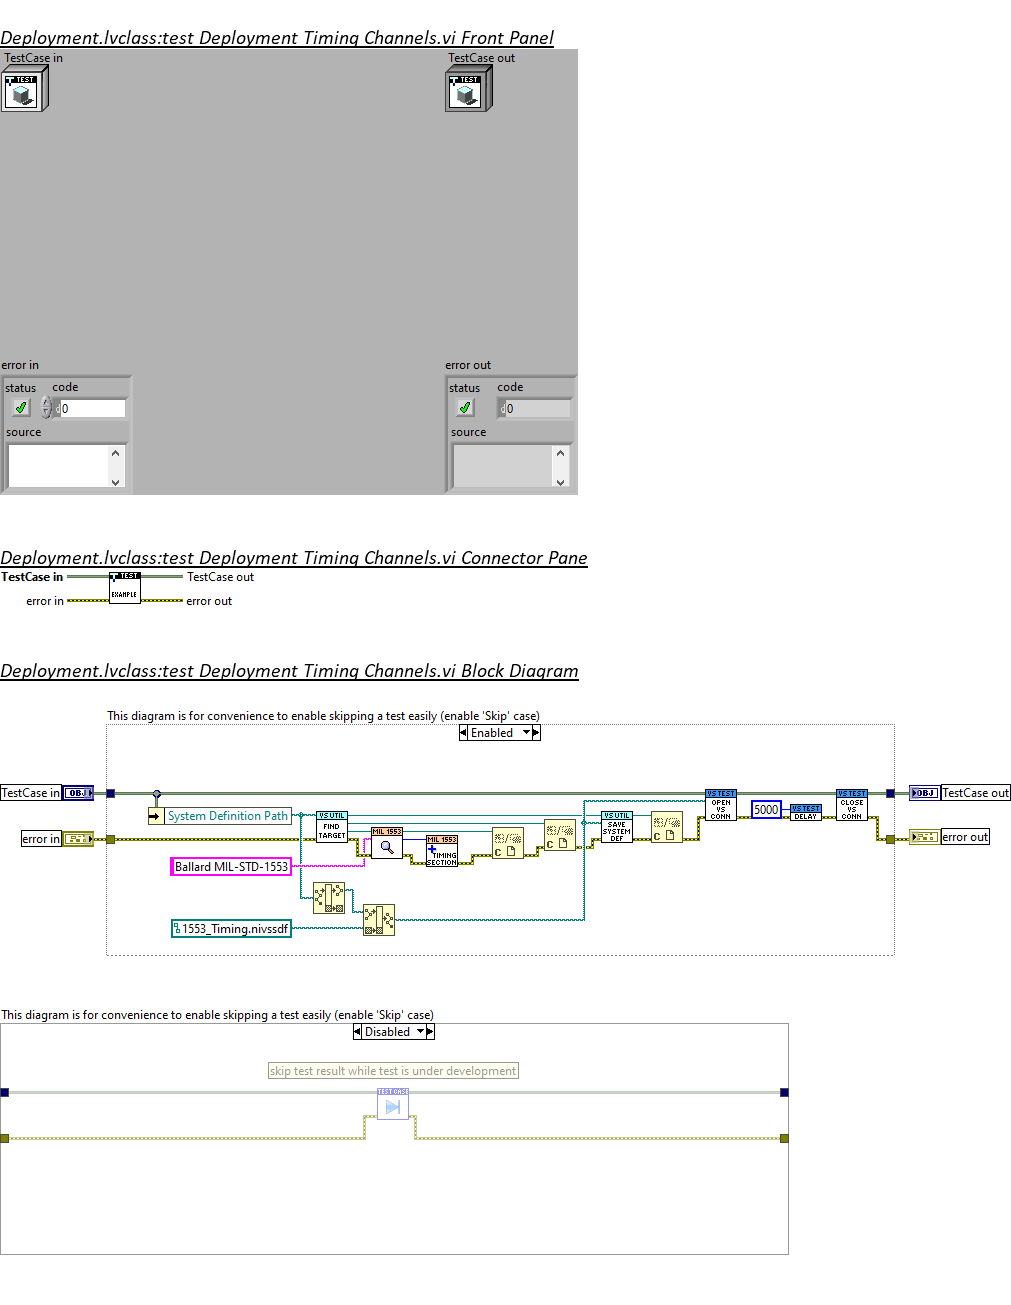 Deployment.lvclass:test Deployment Timing Channels.vi Front Panel
TestCase in
TestCase out
TEST
TEST
error in
error out
status
code
status
code
0
d0
source
source
Deployment.lvclass:test Deployment Timing Channels.vi Connector Pane
TestCase in
TEST
EXAMPLE
TestCase out
error in
error out
Deployment.lvclass:test Deployment Timing Channels.vi Block Diagram
This diagram is for convenience to enable skipping a test easily (enable 'Skip' case)
Enabled
TestCase in
OBJ
System Definition Path
VS UTIL
FIND
TARGET
MIL 1553
MIL 1553
TIMING
SECTION
C
C
VS UTIL
SAVE
SYSTEM
DEF
C
VS TEST
OPEN
VS
CONN
5000
VS TEST
DELAY
VS TEST
CLOSE
VS
CONN
OBJ
TestCase out
error in
error out
Ballard MIL-STD-1553
1553_Timing.nivssdf
This diagram is for convenience to enable skipping a test easily (enable 'Skip' case)
Disabled
skip test result while test is under development
TEST CASE